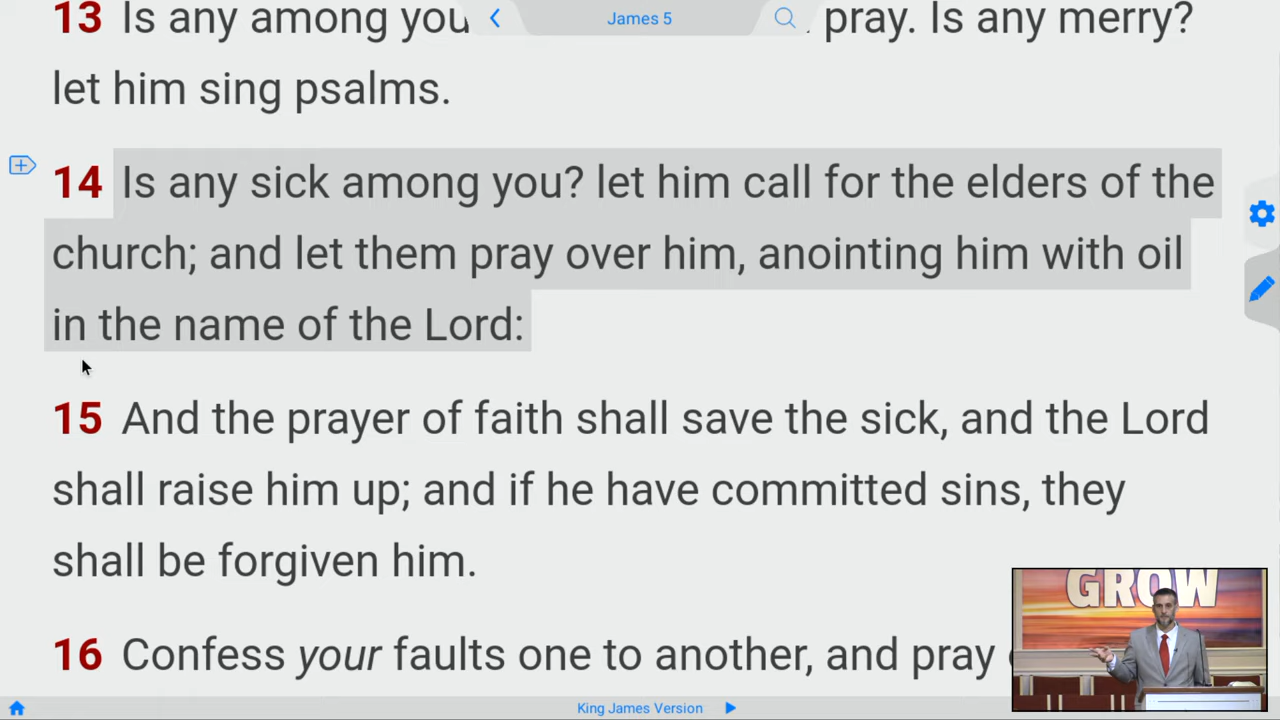 13 Is any among you
James 5
pray. Is any merry?
let him sing psalms.
14 Is any sick among you? let him call for the elders of the
church; and let them pray over him, anointing him with oil
in the name of the Lord:
15 And the prayer of faith shall save the sick, and the Lord
shall raise him up; and if he have committed sins, they
shall be forgiven him.
GROW
16 Confess your faults one to another, and pray
King James Version